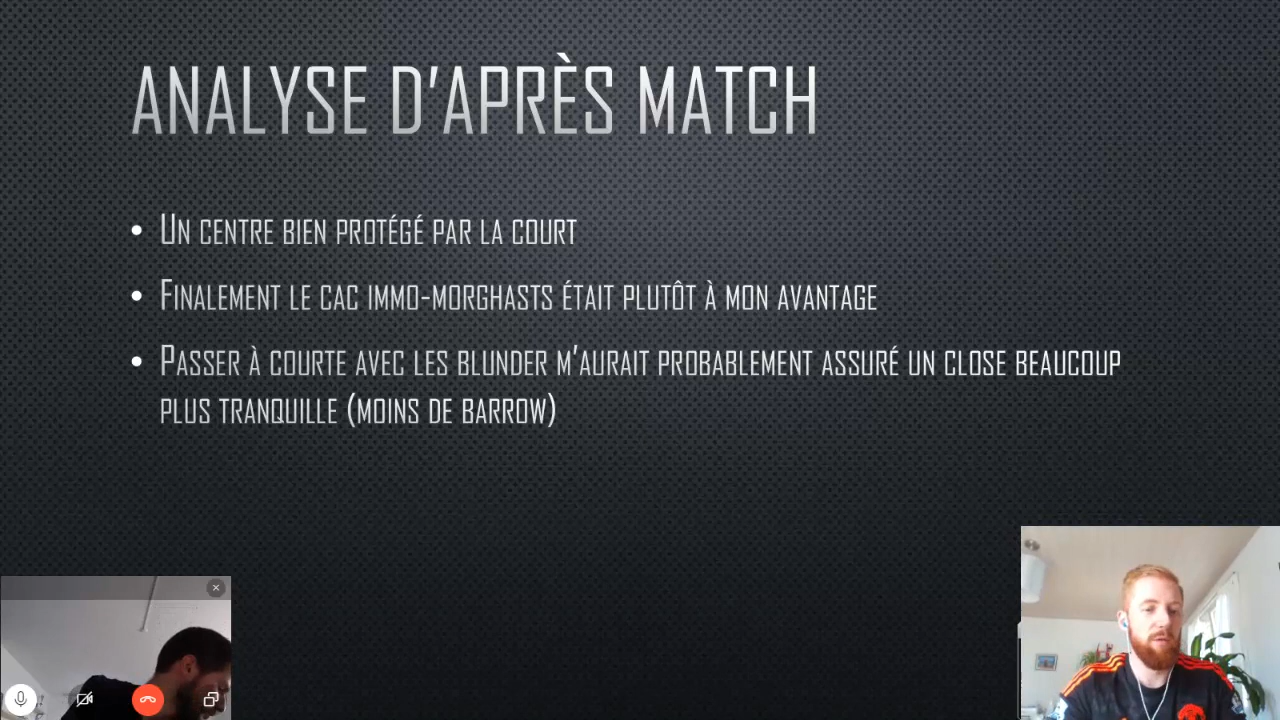 ANALYSE D'APRÈS MATCH
• UN CENTRE BIEN PROTÉGÉ PAR LA COURT
• FINALEMENT LE CAC IMMO-MORGHASTS ÉTAIT PLUTÔT À MON AVANTAGE
• PASSER À COURTE AVEC LES BLUNDER M'AURAIT PROBABLEMENT ASSURÉ UN CLOSE BEAUCOUP
PLUS TRANQUILLE (MOINS DE BARROW)